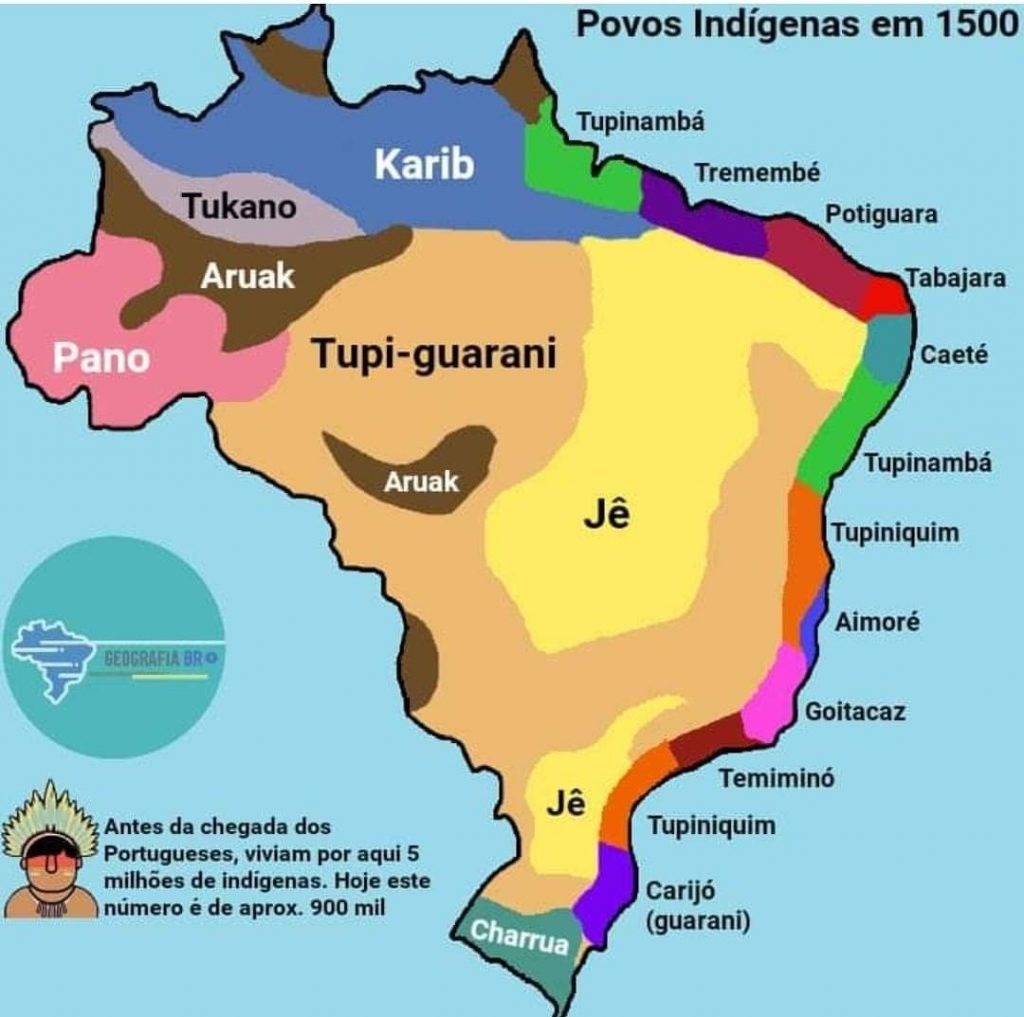 Povos Indígenas em 1500
Tupinambá
Karib
Tremembé
Tukano
Potiguara
Aruak
Tabajara
Pano
Tupi-guarani
Caeté
Tupinambá
Aruak
Jê
Tupiniquim
Aimoré
GEOGRAFIA BR
Goitacaz
Temiminó
Jê
Tupiniquim
Antes da chegada dos
Portugueses, viviam por aqui 5
milhões de indígenas. Hoje este
número é de aprox. 900 mil
Carijó
(guarani)
Charrua